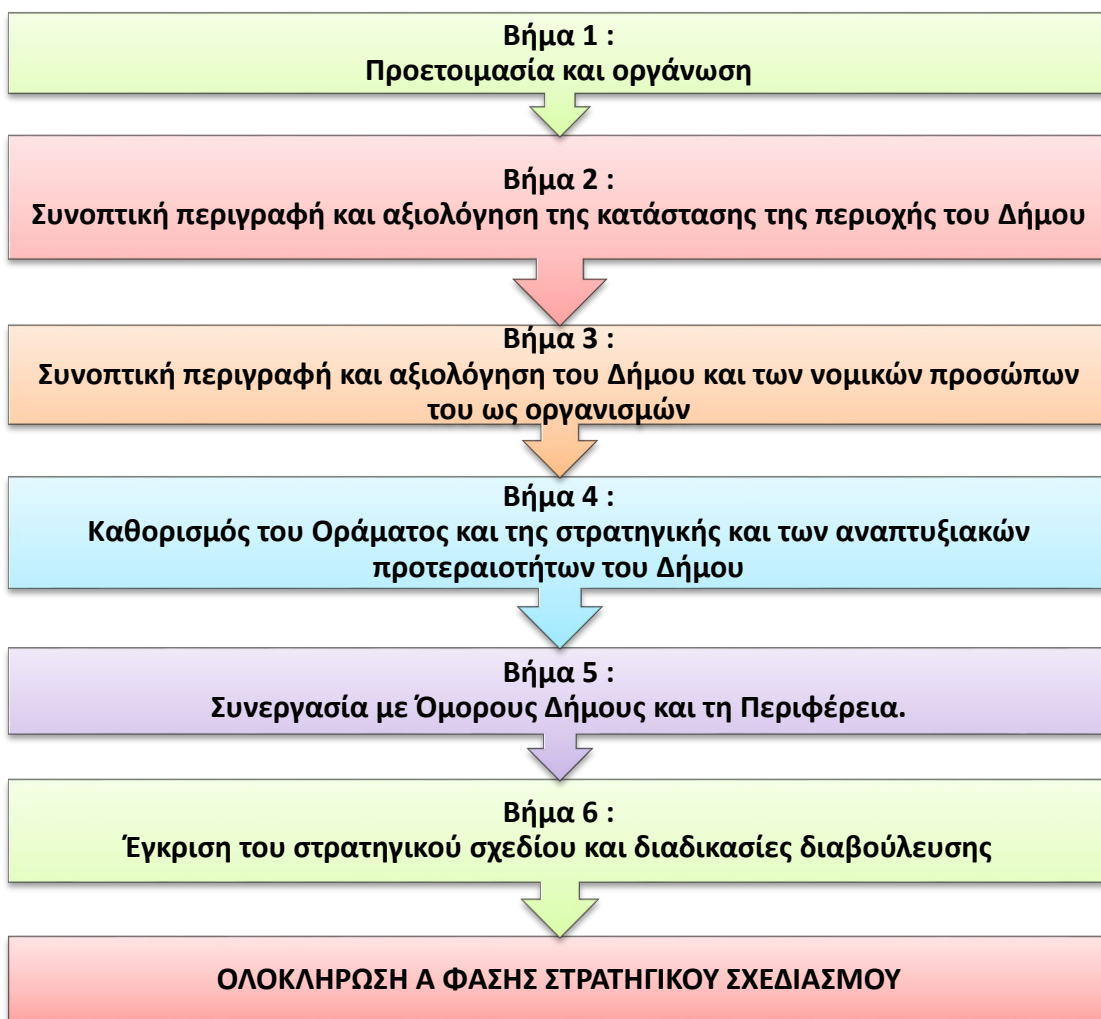 Βήμα 1 :
Προετοιμασία και οργάνωση
Βήμα 2 :
Συνοπτική περιγραφή και αξιολόγηση της κατάστασης της περιοχής του Δήμου
Βήμα 3 :
Συνοπτική περιγραφή και αξιολόγηση του Δήμου και των νομικών προσώπων
του ως οργανισμών
Βήμα 4 :
Καθορισμός του Οράματος και της στρατηγικής και των αναπτυξιακών
προτεραιοτήτων του Δήμου
Βήμα 5 :
Συνεργασία με Όμορους Δήμους και τη Περιφέρεια.
Βήμα 6 :
Έγκριση του στρατηγικού σχεδίου και διαδικασίες διαβούλευσης
ΟΛΟΚΛΗΡΩΣΗ Α ΦΑΣΗΣ ΣΤΡΑΤΗΓΙΚΟΥ ΣΧΕΔΙΑΣΜΟΥ